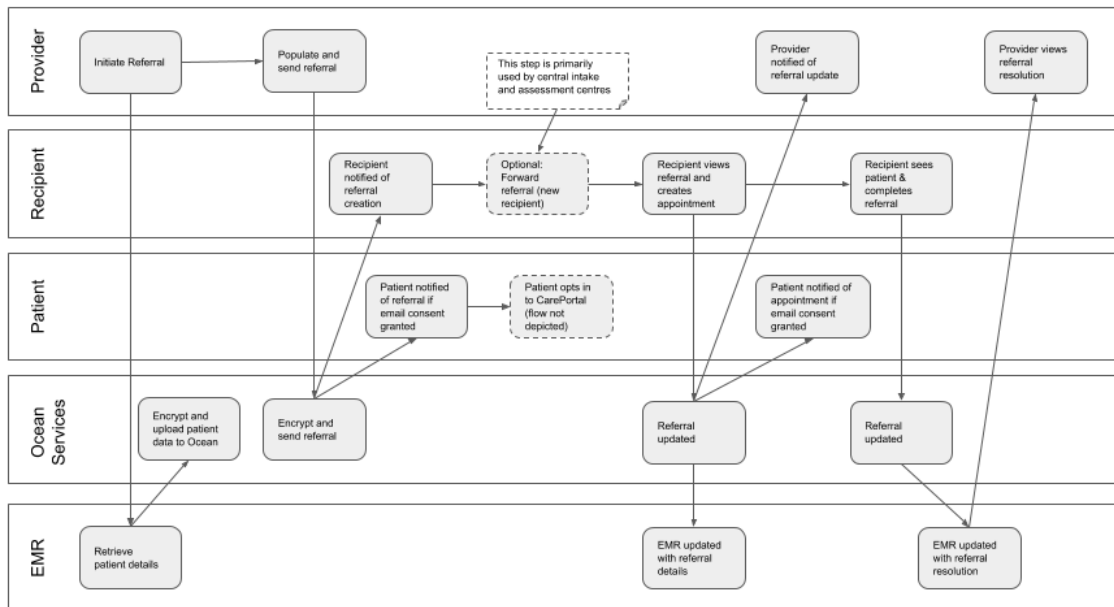 Provider
Initiate Referral
Populate and
send referral
This step is primarily
used by central intake
and assessment centres
Provider
notified of
referral update
Provider views
referral
resolution
Recipient
Recipient
notified of
referral
creation
Optional:
Forward
referral (new
recipient)
Recipient views
referral and
creates
appointment
Recipient sees
patient &
completes
referral
Patient
Patient notified
of referral if
email consent
granted
Patient opts in
to CarePortal
(flow not
depicted)
Patient notified of
appointment if
email consent
granted
Ocean
Services
Encrypt and
upload patient
data to Ocean
Encrypt and
send referral
Referral
updated
Referral
updated
EMR
Retrieve
patient details
EMR updated
with referral
details
EMR updated
with referral
resolution